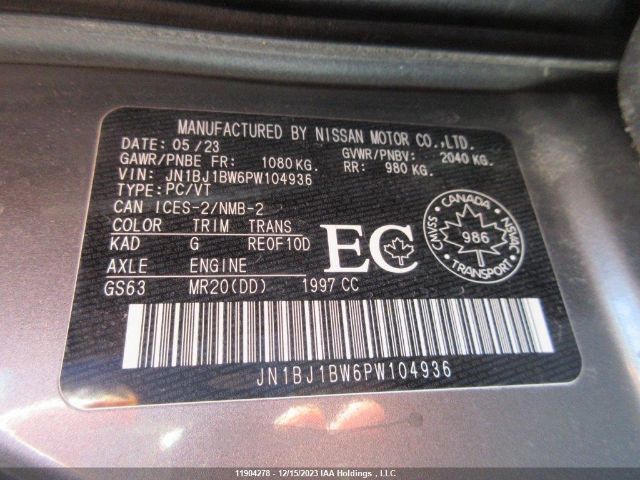 MANUFACTURED BY NISSAN MOTOR CO.,LTD.
DATE: 05/23
GAWR/PNBE FR: 1080 KG. GVWR/PNBV: 2040 KG.
RR: 980 KG.
VIN: JN1BJ1BW6PW104936
TYPE: PC/VT
CAN ICES-2/NMB-2
COLOR TRIM TRANS
KAD G RE0F10D
AXLE ENGINE
GS63 MR20(DD) 1997 CC
EC
CANADA
CMVSS 986 NSVAC
TRANSPORT
JN1BJ1BW6PW104936
11904278 - 12/15/2023 IAA Holdings , LLC